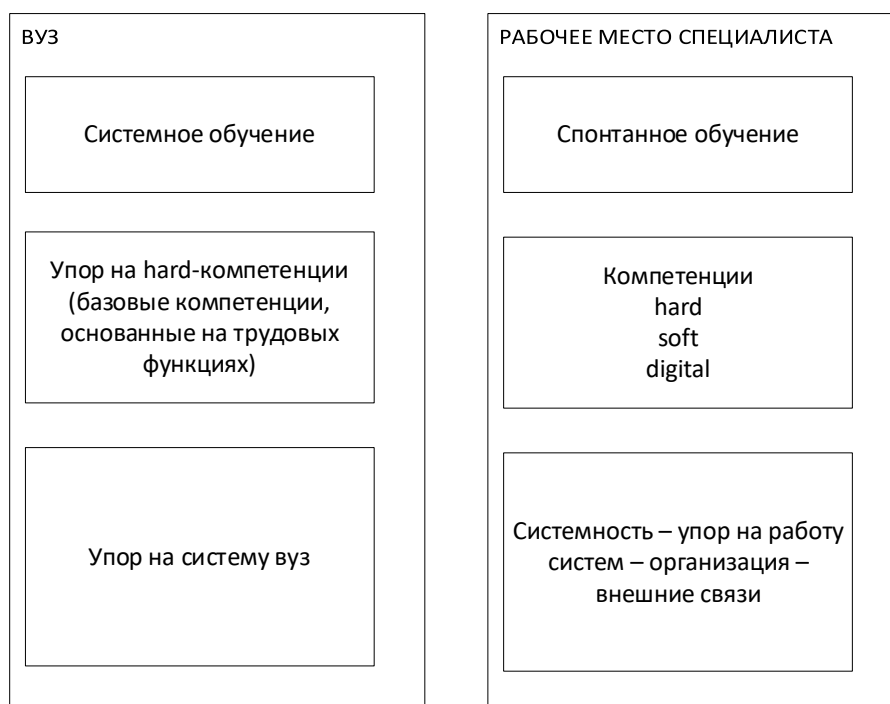 ВУЗ
Системное обучение
Упор на hard-компетенции
(базовые компетенции,
основанные на трудовых
функциях)
Упор на систему вуз
РАБОЧЕЕ МЕСТО СПЕЦИАЛИСТА
Спонтанное обучение
Компетенции
hard
soft
digital
Системность – упор на работу
систем – организация –
внешние связи